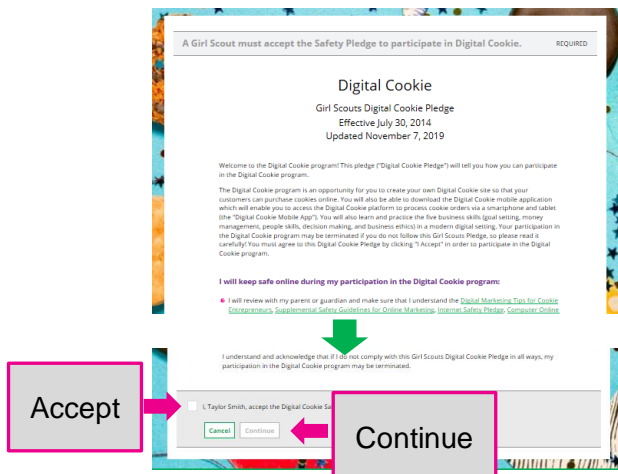 A Girl Scout must accept the Safety Pledge to participate in Digital Cookie. REQUIRED
Digital Cookie
Girl Scouts Digital Cookie Pledge
Effective July 30, 2014
Updated November 7, 2019
Welcome to the Digital Cookie program! This pledge ("Digital Cookie Pledge") will tell you how you can participate
in the Digital Cookie program.
The Digital Cookie program is an opportunity for you to create your own Digital Cookie site so that your
customers can purchase cookies online. You will also be able to download the Digital Cookie mobile application
which will enable you to access the Digital Cookie platform to process cookie orders via a smartphone and tablet
(the "Digital Cookie Mobile App"). You will also learn and practice the five business skills (goal setting, money
management, people skills, decision making, and business ethics) in a modern digital setting. Your participation in
the Digital Cookie program may be terminated if you do not follow this Girl Scouts Pledge, so please read it
carefully! You must agree to this Digital Cookie Pledge by clicking "I Accept" in order to participate in the Digital
Cookie program.
I will keep safe online during my participation in the Digital Cookie program:
I will review with my parent or guardian and make sure that I understand the Digital Marketing Tips for Cookie
Entrepreneurs, Supplemental Safety Guidelines for Online Marketing, Internet Safety Pledge, Computer Online
I understand and acknowledge that if I do not comply with this Girl Scouts Digital Cookie Pledge in all ways, my
participation in the Digital Cookie program may be terminated.
Accept
I, Taylor Smith, accept the Digital Cookie Sa
Cancel Continue
Continue